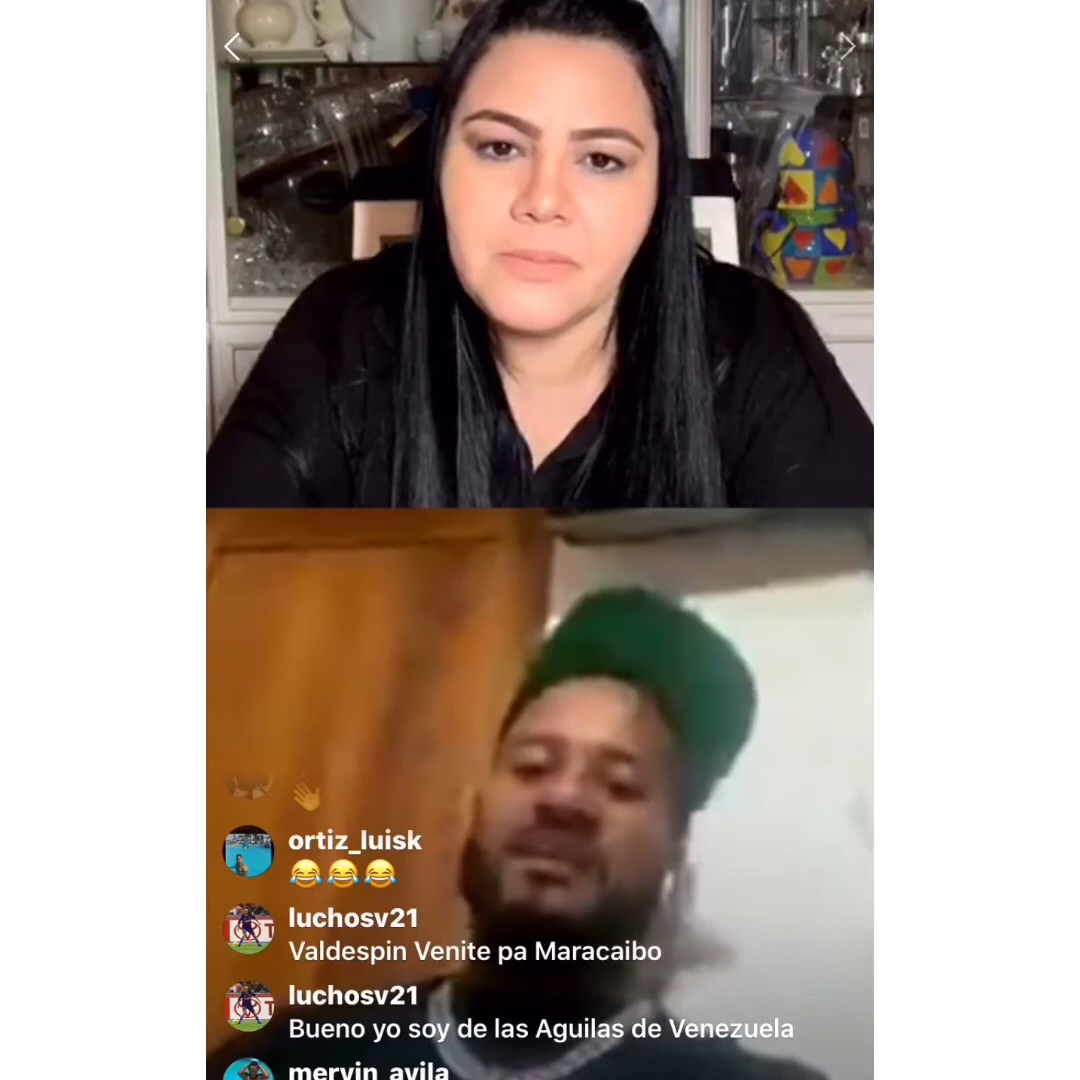 ortiz_luisk
😂😂😂
luchosv21
Valdespin Venite pa Maracaibo
luchosv21
Bueno yo soy de las Aguilas de Venezuela
mervin_avila